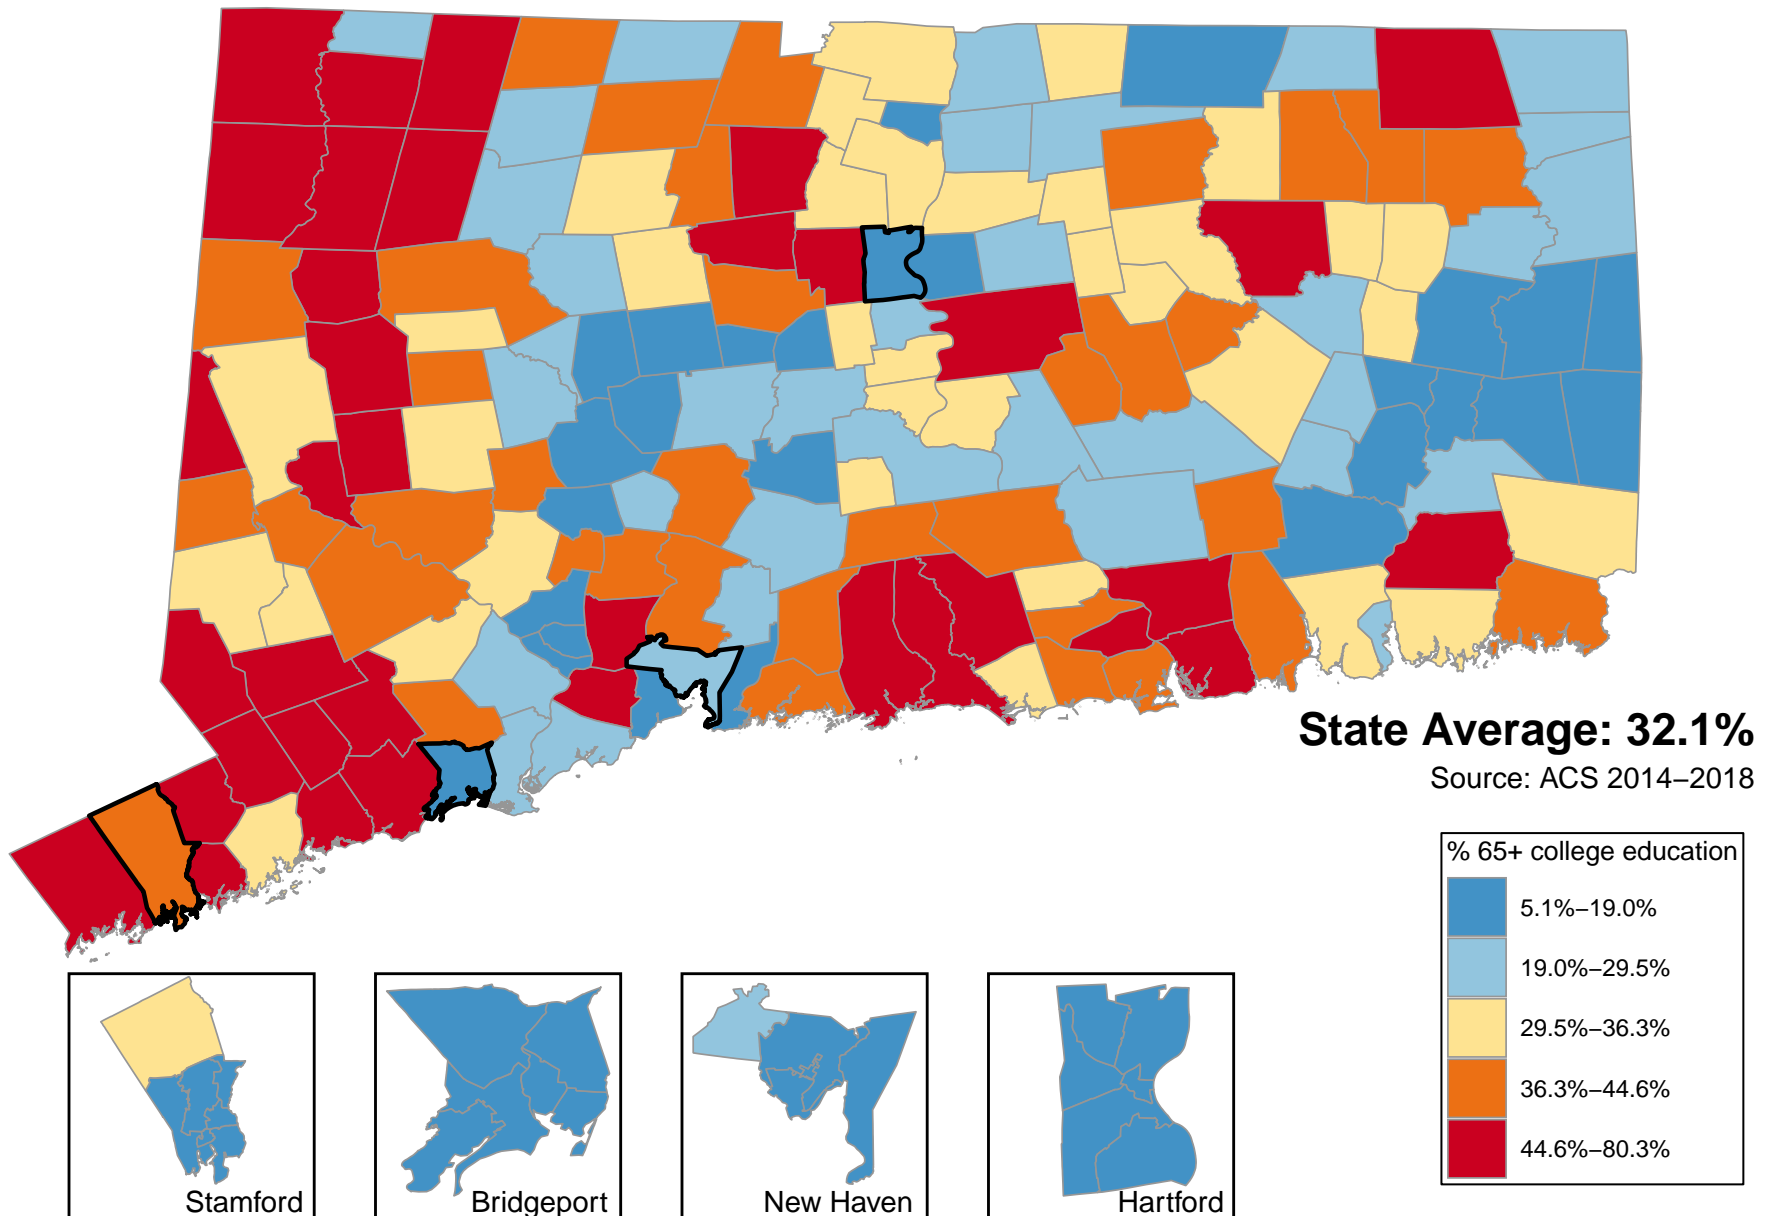 State Average: 32.1%
Source: ACS 2014–2018
% 65+ college education
5.1%–19.0%
19.0%–29.5%
29.5%–36.3%
36.3%–44.6%
44.6%–80.3%
Stamford
Bridgeport
New Haven
Hartford